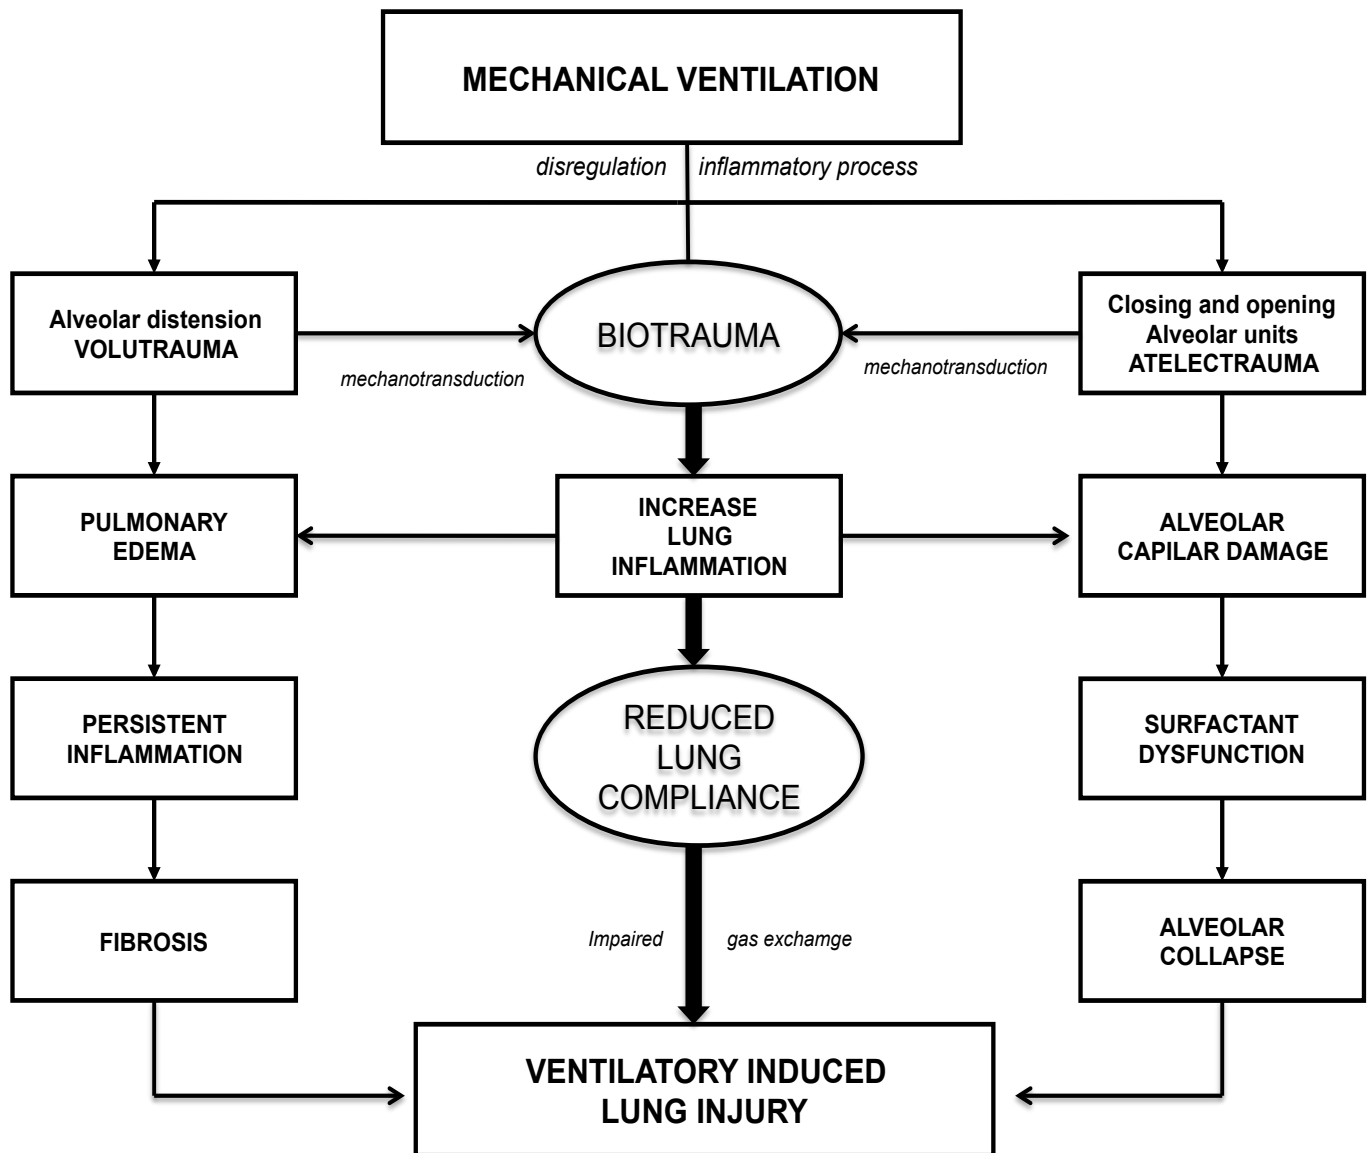 MECHANICAL VENTILATION
disregulation inflammatory process
Alveolar distension
VOLUTRAUMA
mechanotransduction
BIOTRAUMA
mechanotransduction
Closing and opening
Alveolar units
ATELECTRAUMA
PULMONARY
EDEMA
INCREASE
LUNG
INFLAMMATION
ALVEOLAR
CAPILAR DAMAGE
PERSISTENT
INFLAMMATION
REDUCED
LUNG
COMPLIANCE
SURFACTANT
DYSFUNCTION
FIBROSIS
Impaired gas exchamge
ALVEOLAR
COLLAPSE
VENTILATORY INDUCED
LUNG INJURY